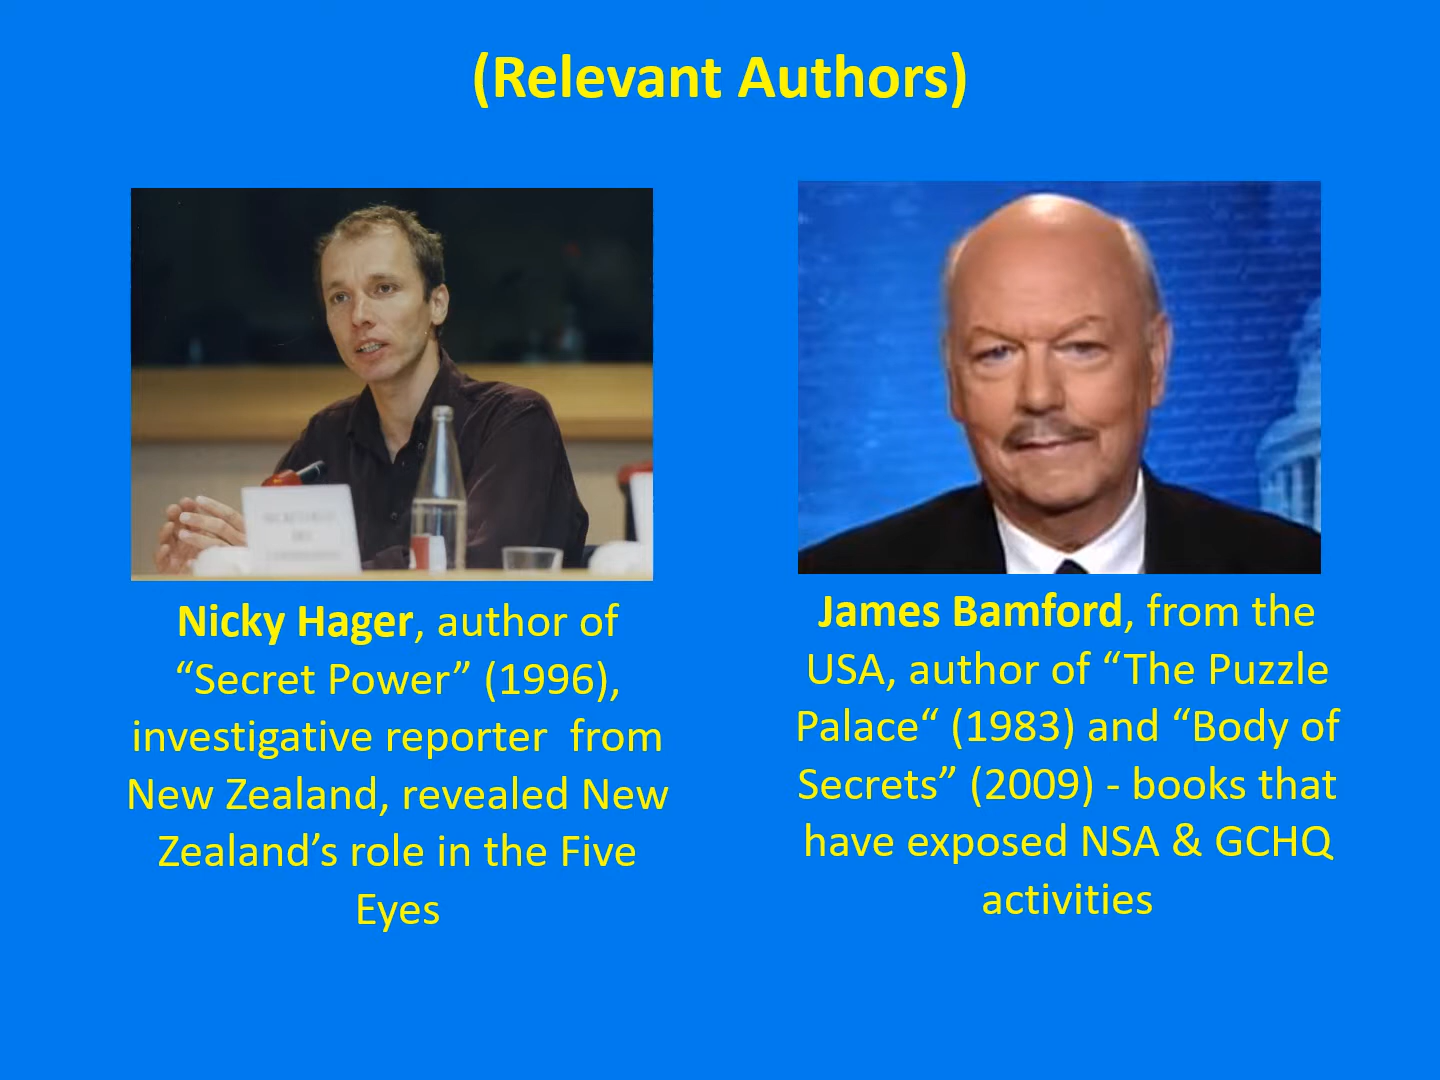 (Relevant Authors)
Nicky Hager, author of
“Secret Power” (1996),
investigative reporter  from
New Zealand, revealed New
Zealand’s role in the Five
Eyes
James Bamford, from the
USA, author of “The Puzzle
Palace“ (1983) and “Body of
Secrets” (2009) - books that
have exposed NSA & GCHQ
activities